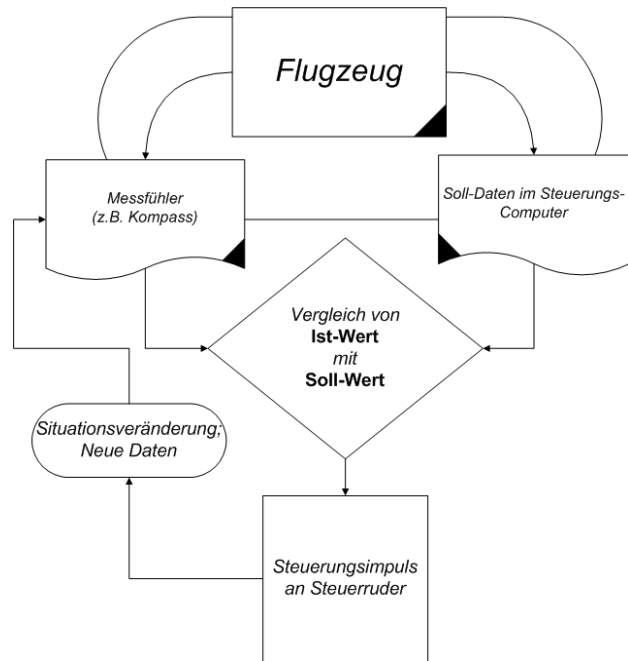 Flugzeug
Messfühler
(z.B. Kompass)
Soll-Daten im Steuerungs-
Computer
Vergleich von
Ist-Wert
mit
Soll-Wert
Situationsveränderung;
Neue Daten
Steuerungsimpuls
an Steuerruder